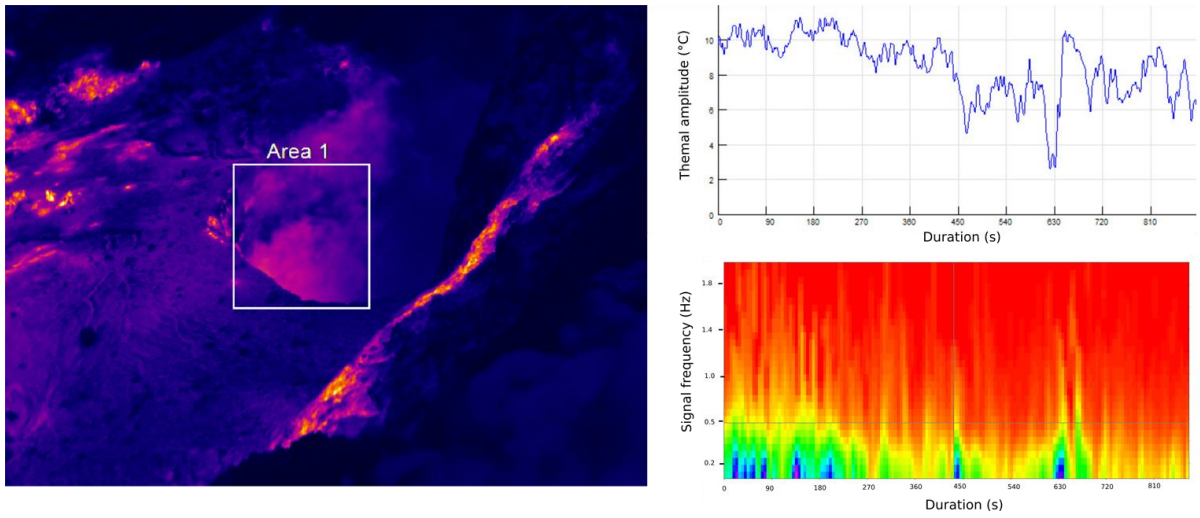 Area 1
Themal amplitude (°C)
10
8
6
4
2
0
0 90 180 270 360 450 540 630 720 810
Duration (s)
Signal frequency (Hz)
1.8
1.4
1.0
0.5
0.2
0 90 180 270 360 450 540 630 720 810
Duration (s)